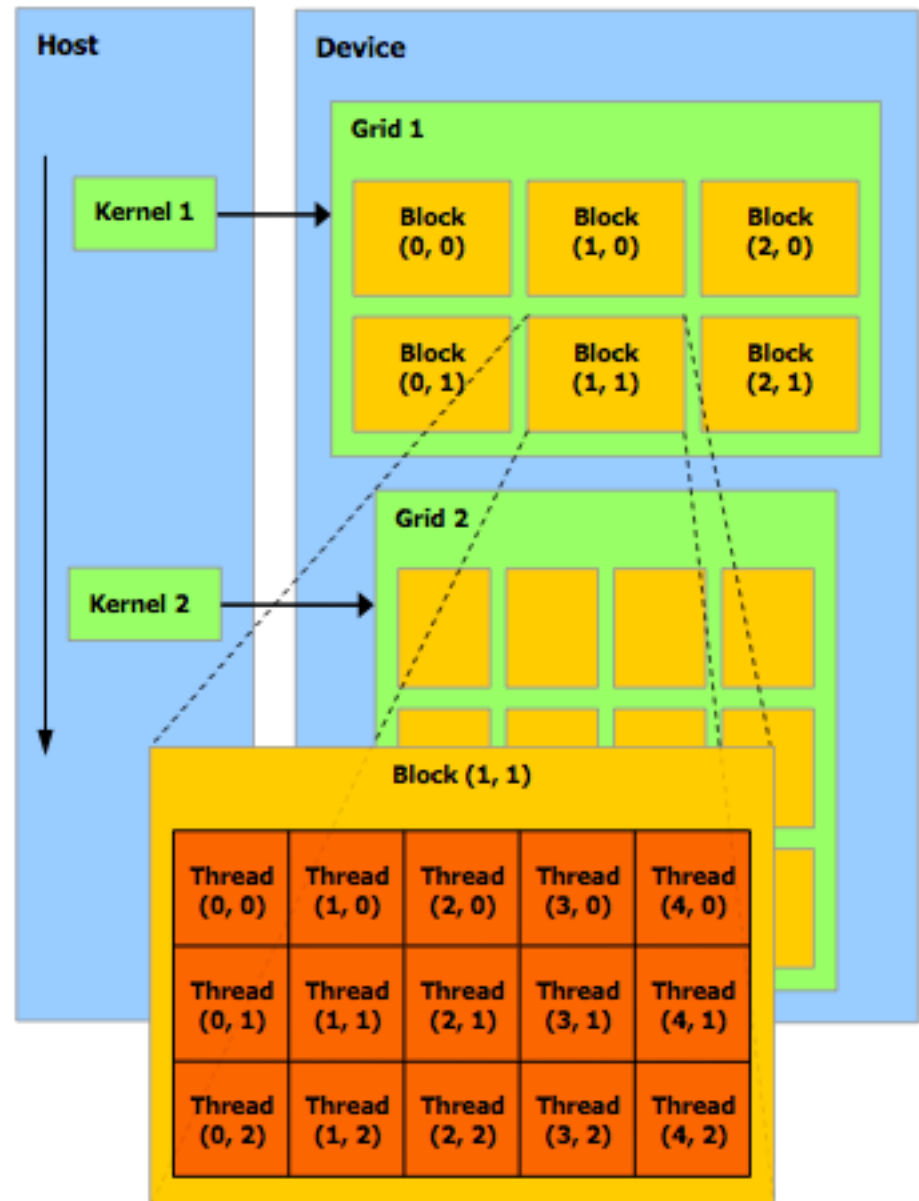 Host
Device
Grid 1
Kernel 1
Block
(0, 0)
Block
(1, 0)
Block
(2, 0)
Block
(0, 1)
Block
(1, 1)
Block
(2, 1)
Grid 2
Kernel 2
Block (1, 1)
Thread
(0, 0)
Thread
(1, 0)
Thread
(2, 0)
Thread
(3, 0)
Thread
(4, 0)
Thread
(0, 1)
Thread
(1, 1)
Thread
(2, 1)
Thread
(3, 1)
Thread
(4, 1)
Thread
(0, 2)
Thread
(1, 2)
Thread
(2, 2)
Thread
(3, 2)
Thread
(4, 2)